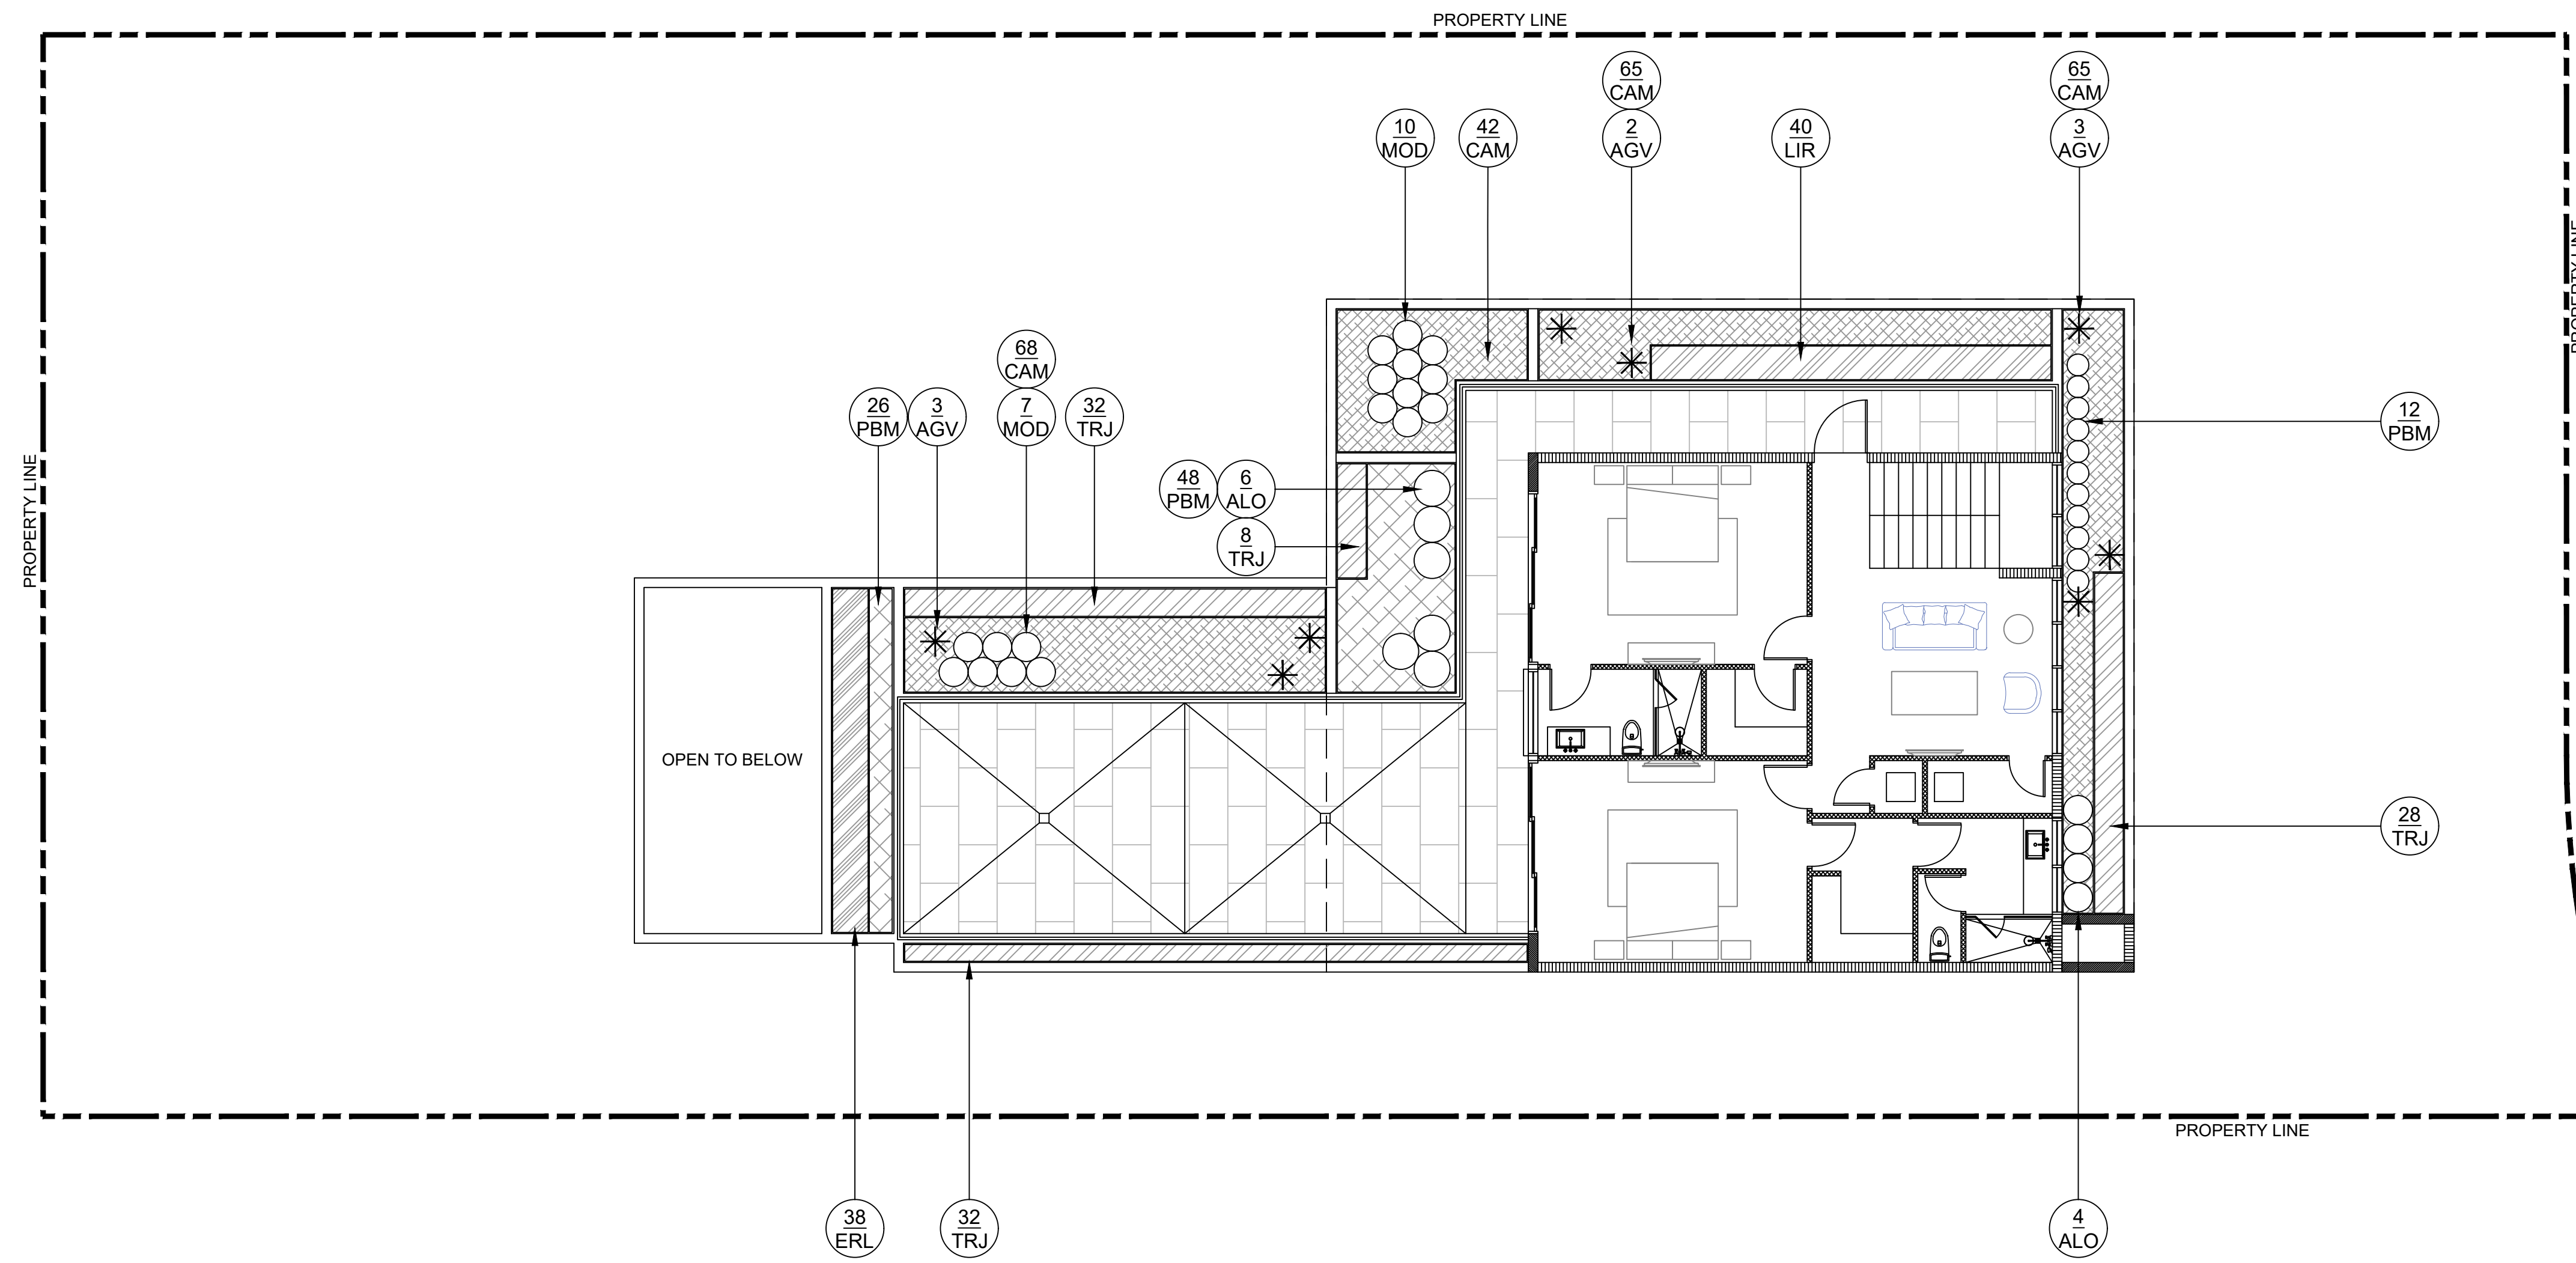 PROPERTY LINE
65
CAM
65
CAM
10
MOD
42
CAM
2
AGV
40
LIR
3
AGV
PROPERTY LINE
68
CAM
26
PBM
3
AGV
7
MOD
32
TRJ
12
PBM
PROPERTY LINE
48
PBM
6
ALO
8
TRJ
OPEN TO BELOW
28
TRJ
PROPERTY LINE
38
ERL
32
TRJ
4
ALO